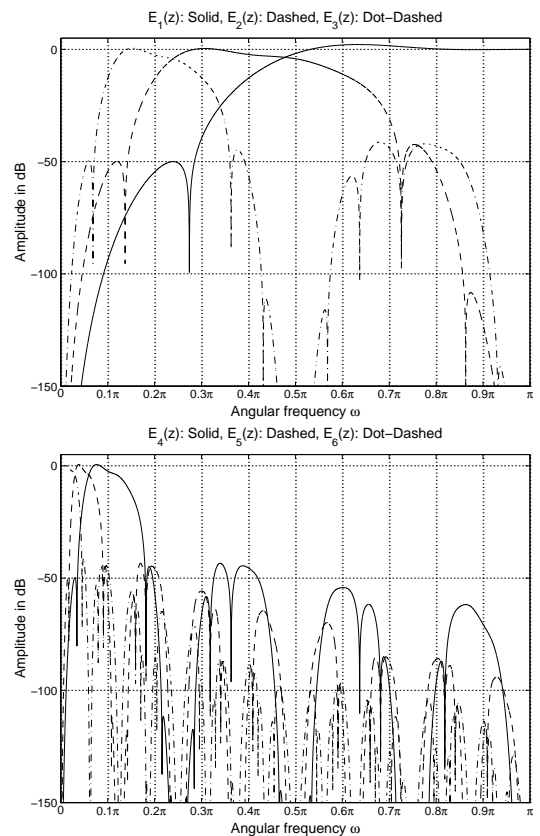 E₁(z): Solid, E₂(z): Dashed, E₃(z): Dot−Dashed
0
−50
−100
−150
Amplitude in dB
0 0.1π 0.2π 0.3π 0.4π 0.5π 0.6π 0.7π 0.8π 0.9π π
Angular frequency ω
E₄(z): Solid, E₅(z): Dashed, E₆(z): Dot−Dashed
0
−50
−100
−150
Amplitude in dB
0 0.1π 0.2π 0.3π 0.4π 0.5π 0.6π 0.7π 0.8π 0.9π π
Angular frequency ω